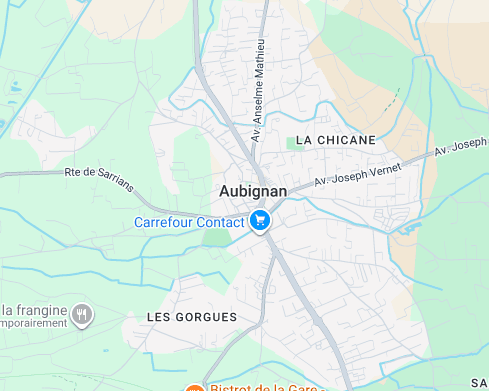 Av. Anselme Mathieu
LA CHICANE
Av. Joseph
Rte de Sarrians
Av. Joseph Vernet
Aubignan
Carrefour Contact
la frangine
mporairement
LES GORGUES
SA
Bistrot de la Gare